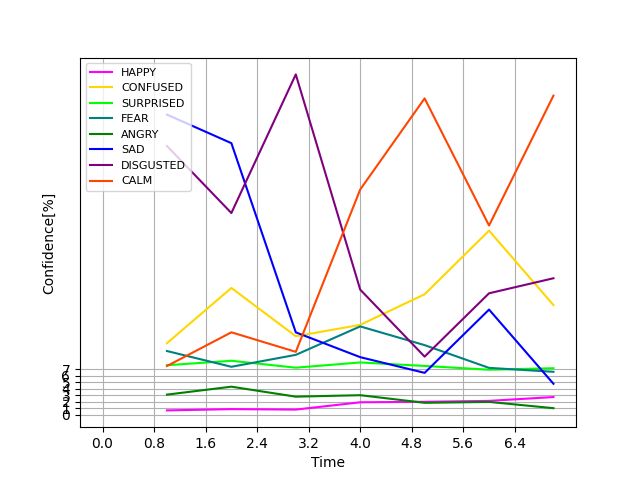 HAPPY
CONFUSED
SURPRISED
FEAR
ANGRY
SAD
DISGUSTED
CALM
Confidence[%]
7
6
5
4
3
2
1
0
0.0 0.8 1.6 2.4 3.2 4.0 4.8 5.6 6.4
Time